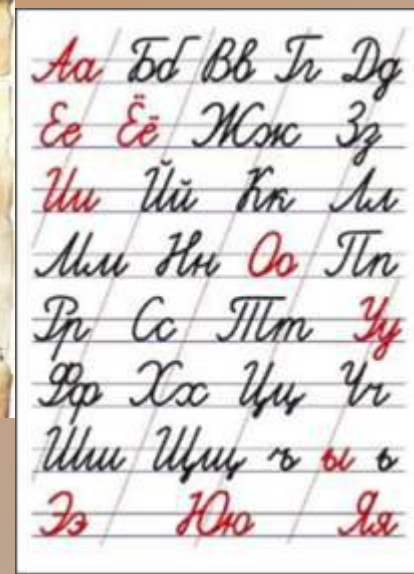 Аа Бб Вв Гг Дд
Ее Ёё Жж Зз
Ии Йй Кк Лл
Мм Нн Оо Пп
Рр Сс Тт Уу
Фф Хх Цц Чч
Шш Щщ ъ ы ь
Ээ Юю Яя